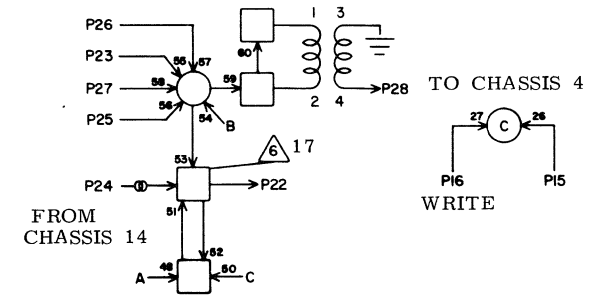 P26
1 3
P23
55 57
60
P27 58 59
P28
56
P25
54
B
2 4
TO CHASSIS 4
27 C 26
P16 P15
WRITE
53
6 17
P24 P22
FROM
CHASSIS 14
51
52
A 48 50 C